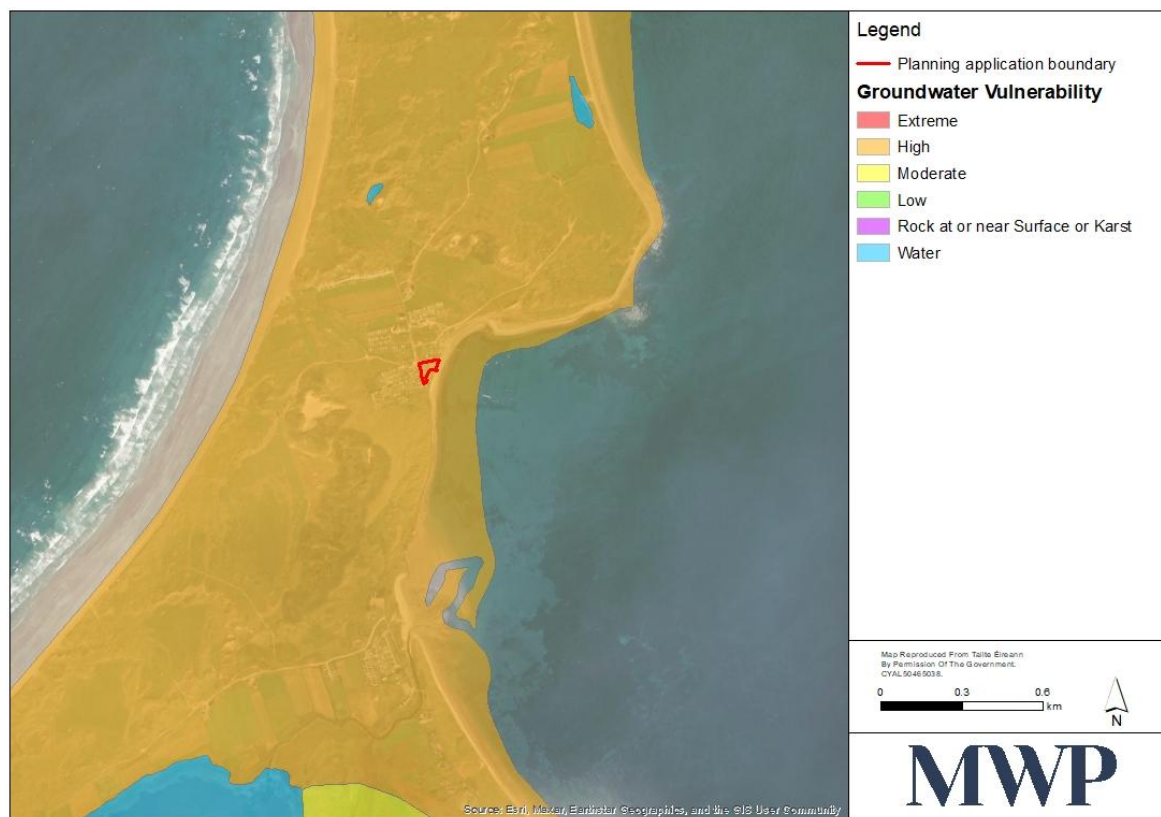 Legend
Planning application boundary
Groundwater Vulnerability
Extreme
High
Moderate
Low
Rock at or near Surface or Karst
Water
Map Reproduced From Tailte Éireann
By Permission Of The Government.
CYAL50465038.
0 0.3 0.6
km
N
MWP
Source: Esri, Maxar, Earthstar Geographics, and the GIS User Community